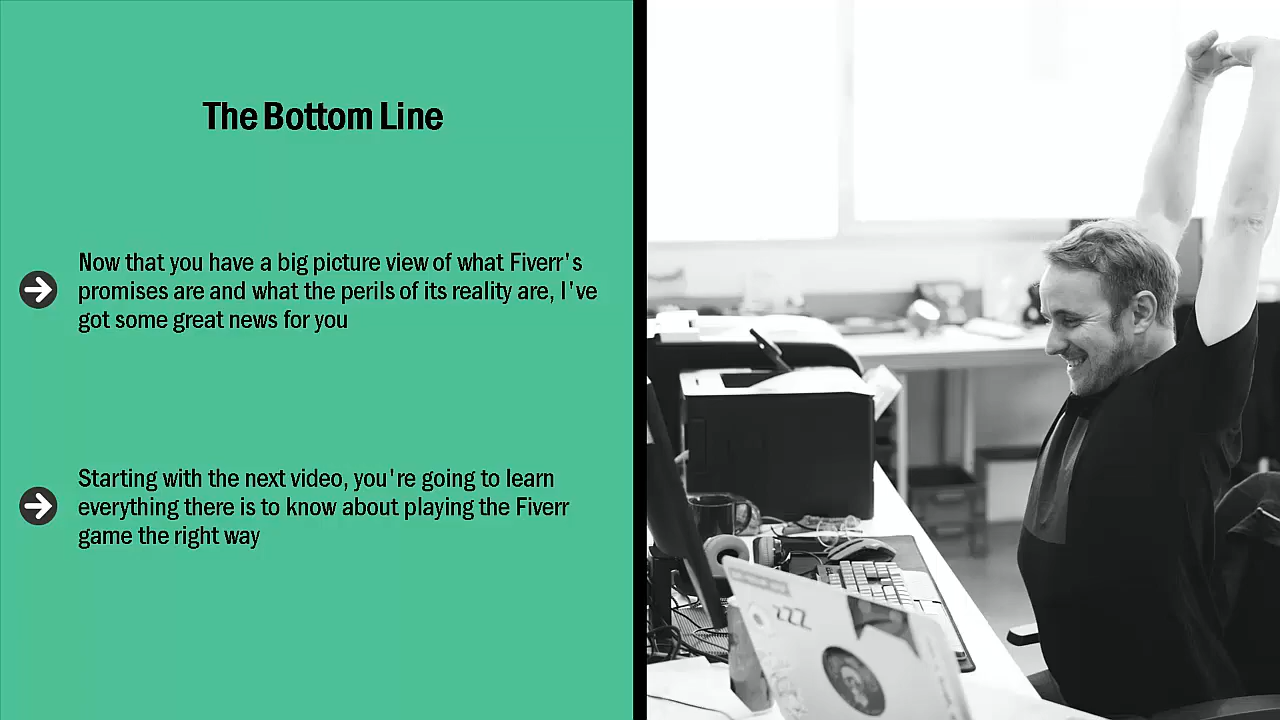 The Bottom Line
Now that you have a big picture view of what Fiverr's
promises are and what the perils of its reality are, I've
got some great news for you
Starting with the next video, you're going to learn
everything there is to know about playing the Fiverr
game the right way
zzz